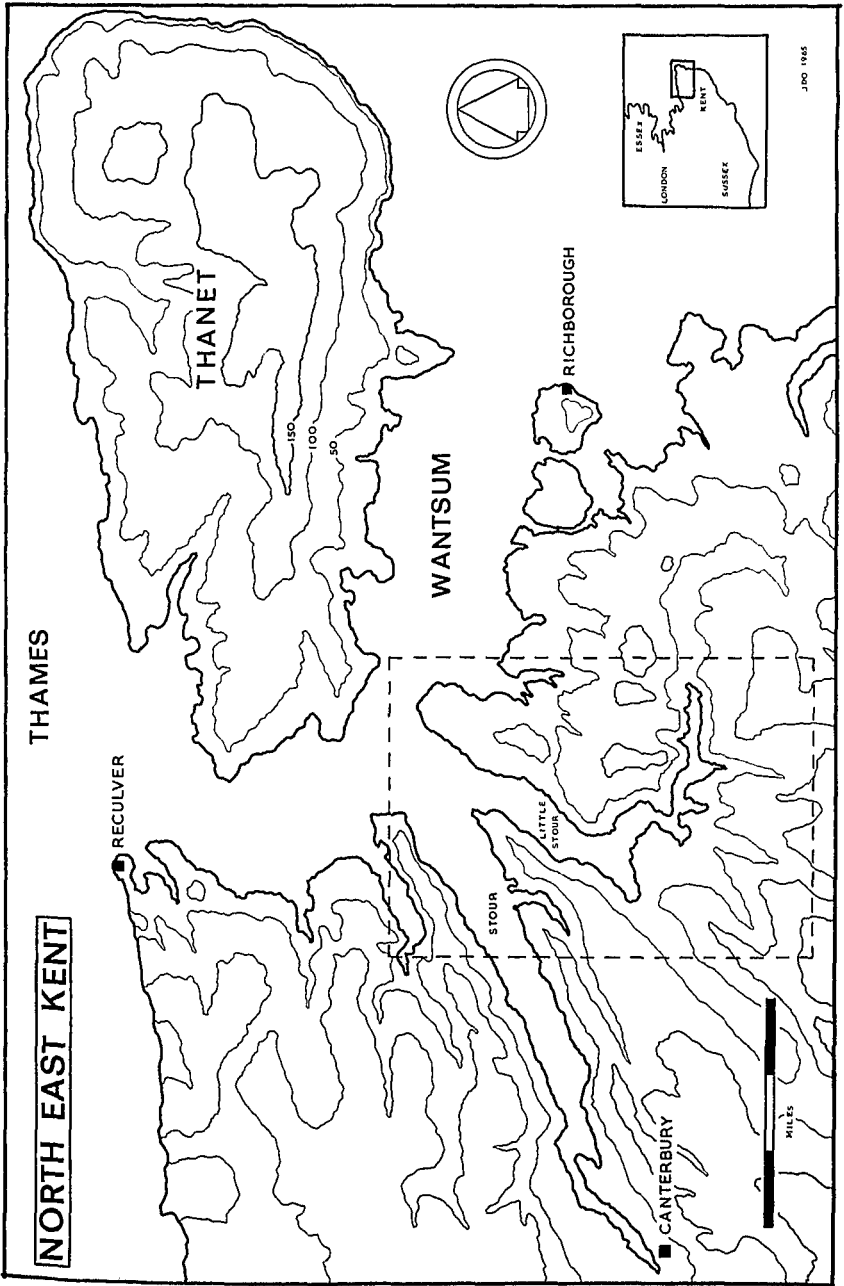 NORTH EAST KENT
THAMES
RECULVER
THANET
150
100
50
WANTSUM
RICHBOROUGH
STOUR
LITTLE
STOUR
CANTERBURY
MILES
ESSEX
LONDON
KENT
SUSSEX
JDO 1965